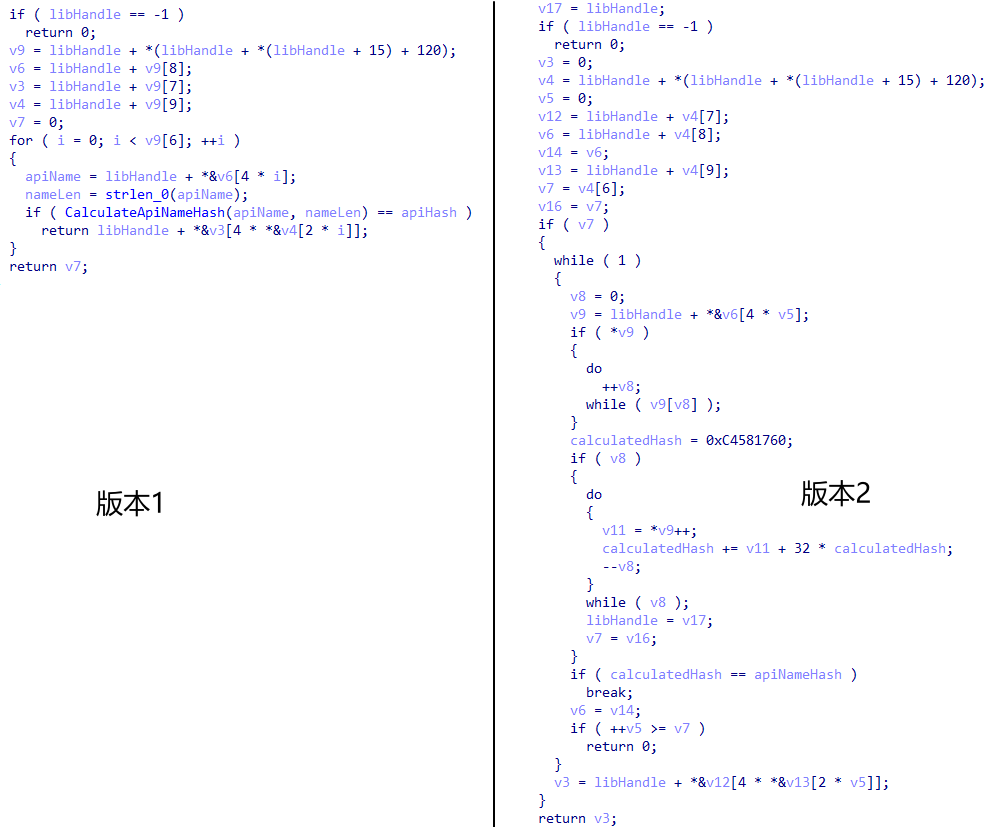 if ( libHandle == -1 )
  return 0;
v9 = libHandle + *(libHandle + *(libHandle + 15) + 120);
v6 = libHandle + v9[8];
v3 = libHandle + v9[7];
v4 = libHandle + v9[9];
v7 = 0;
for ( i = 0; i < v9[6]; ++i )
{
  apiName = libHandle + *&v6[4 * i];
  nameLen = strlen_0(apiName);
  if ( CalculateApiNameHash(apiName, nameLen) == apiHash )
    return libHandle + *&v3[4 * *&v4[2 * i]];
}
return v7;
版本1
v17 = libHandle;
if ( libHandle == -1 )
  return 0;
v3 = 0;
v4 = libHandle + *(libHandle + *(libHandle + 15) + 120);
v5 = 0;
v12 = libHandle + v4[7];
v6 = libHandle + v4[8];
v14 = v6;
v13 = libHandle + v4[9];
v7 = v4[6];
v16 = v7;
if ( v7 )
{
  while ( 1 )
  {
    v8 = 0;
    v9 = libHandle + *&v6[4 * v5];
    if ( *v9 )
    {
      do
        ++v8;
      while ( v9[v8] );
    }
    calculatedHash = 0xC4581760;
    if ( v8 )
    {
      do
      {
        v11 = *v9++;
        calculatedHash += v11 + 32 * calculatedHash;
        --v8;
      }
      while ( v8 );
      libHandle = v17;
      v7 = v16;
    }
    if ( calculatedHash == apiNameHash )
      break;
    v6 = v14;
    if ( ++v5 >= v7 )
      return 0;
  }
  v3 = libHandle + *&v12[4 * *&v13[2 * v5]];
}
return v3;
版本2